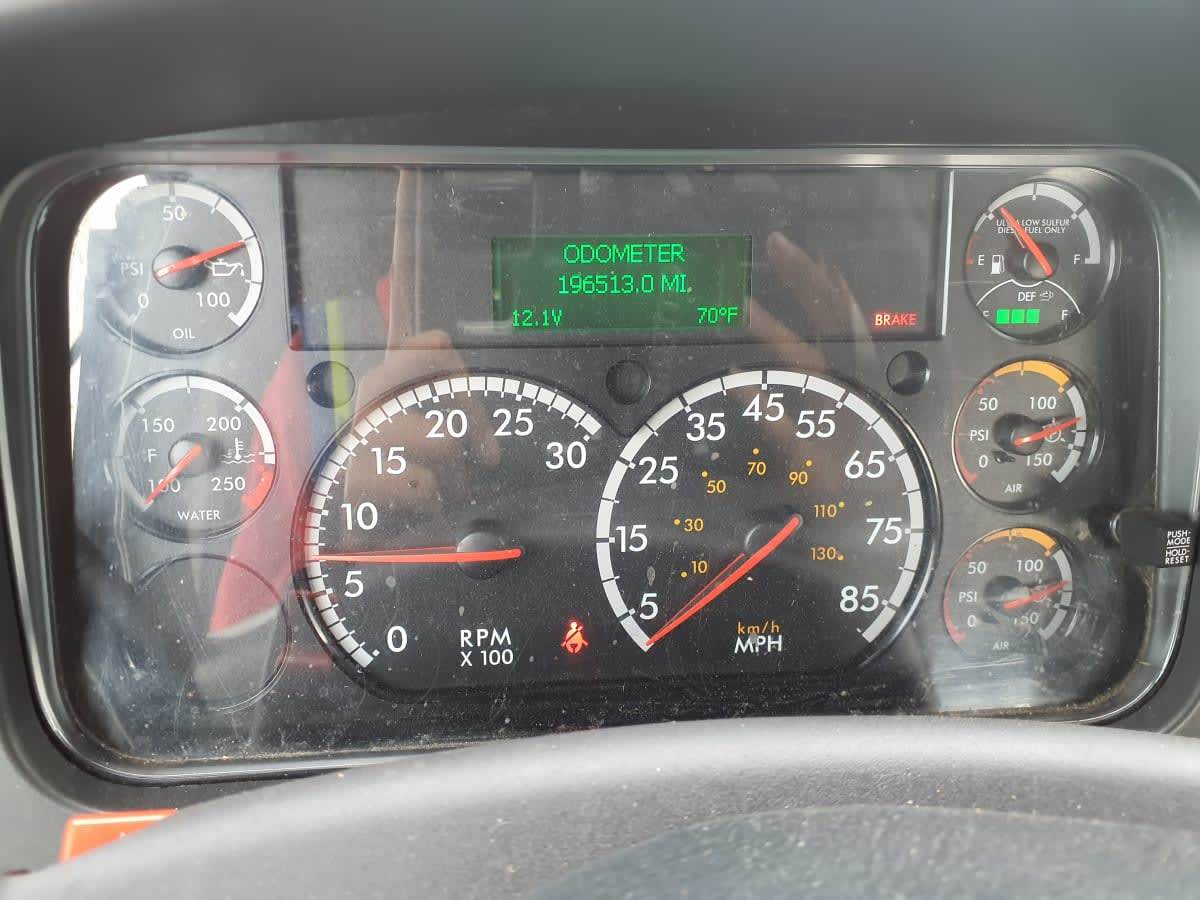 50
PSI
0
100
OIL
ODOMETER
196513.0 MI.
12.1V
70°F
BRAKE
ULTRA LOW SULFUR
DIESEL FUEL ONLY
E
F
DEF
F
150
200
F
100
250
WATER
0
5
10
15
20
25
30
RPM
X 100
5
15
25
35
45
55
65
75
85
10
30
50
70
90
110
130
km/h
MPH
50
100
PSI
0
150
AIR
50
100
PSI
0
150
AIR
PUSH-
MODE
HOLD-
RESET